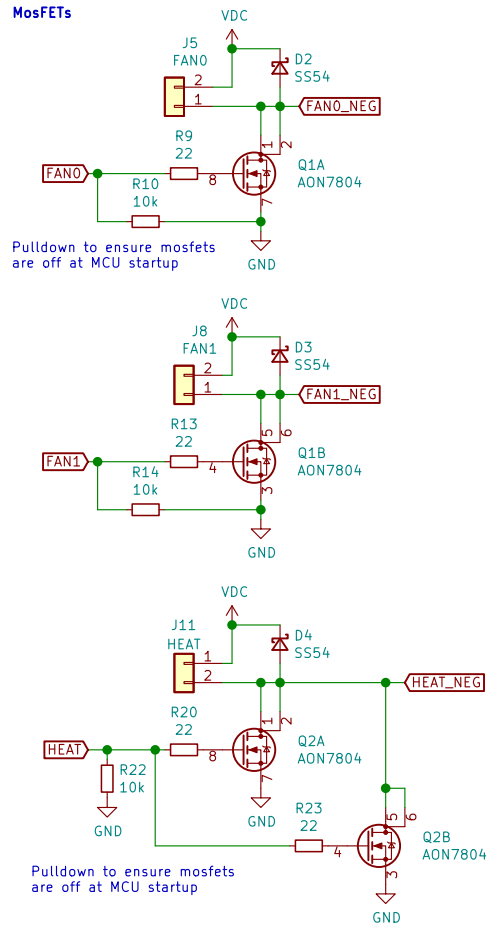 MosFETs
VDC
J5
FAN0
D2
SS54
2
1
FAN0_NEG
R9
22
1
2
Q1A
AON7804
FAN0
8
R10
10k
7
Pulldown to ensure mosfets
are off at MCU startup
GND
VDC
J8
FAN1
D3
SS54
2
1
FAN1_NEG
R13
22
5
6
Q1B
AON7804
FAN1
4
R14
10k
3
GND
VDC
J11
HEAT
D4
SS54
1
2
HEAT_NEG
R20
22
1
2
Q2A
AON7804
HEAT
8
R22
10k
7
GND
GND
R23
22
5
6
Q2B
AON7804
4
3
Pulldown to ensure mosfets
are off at MCU startup
GND